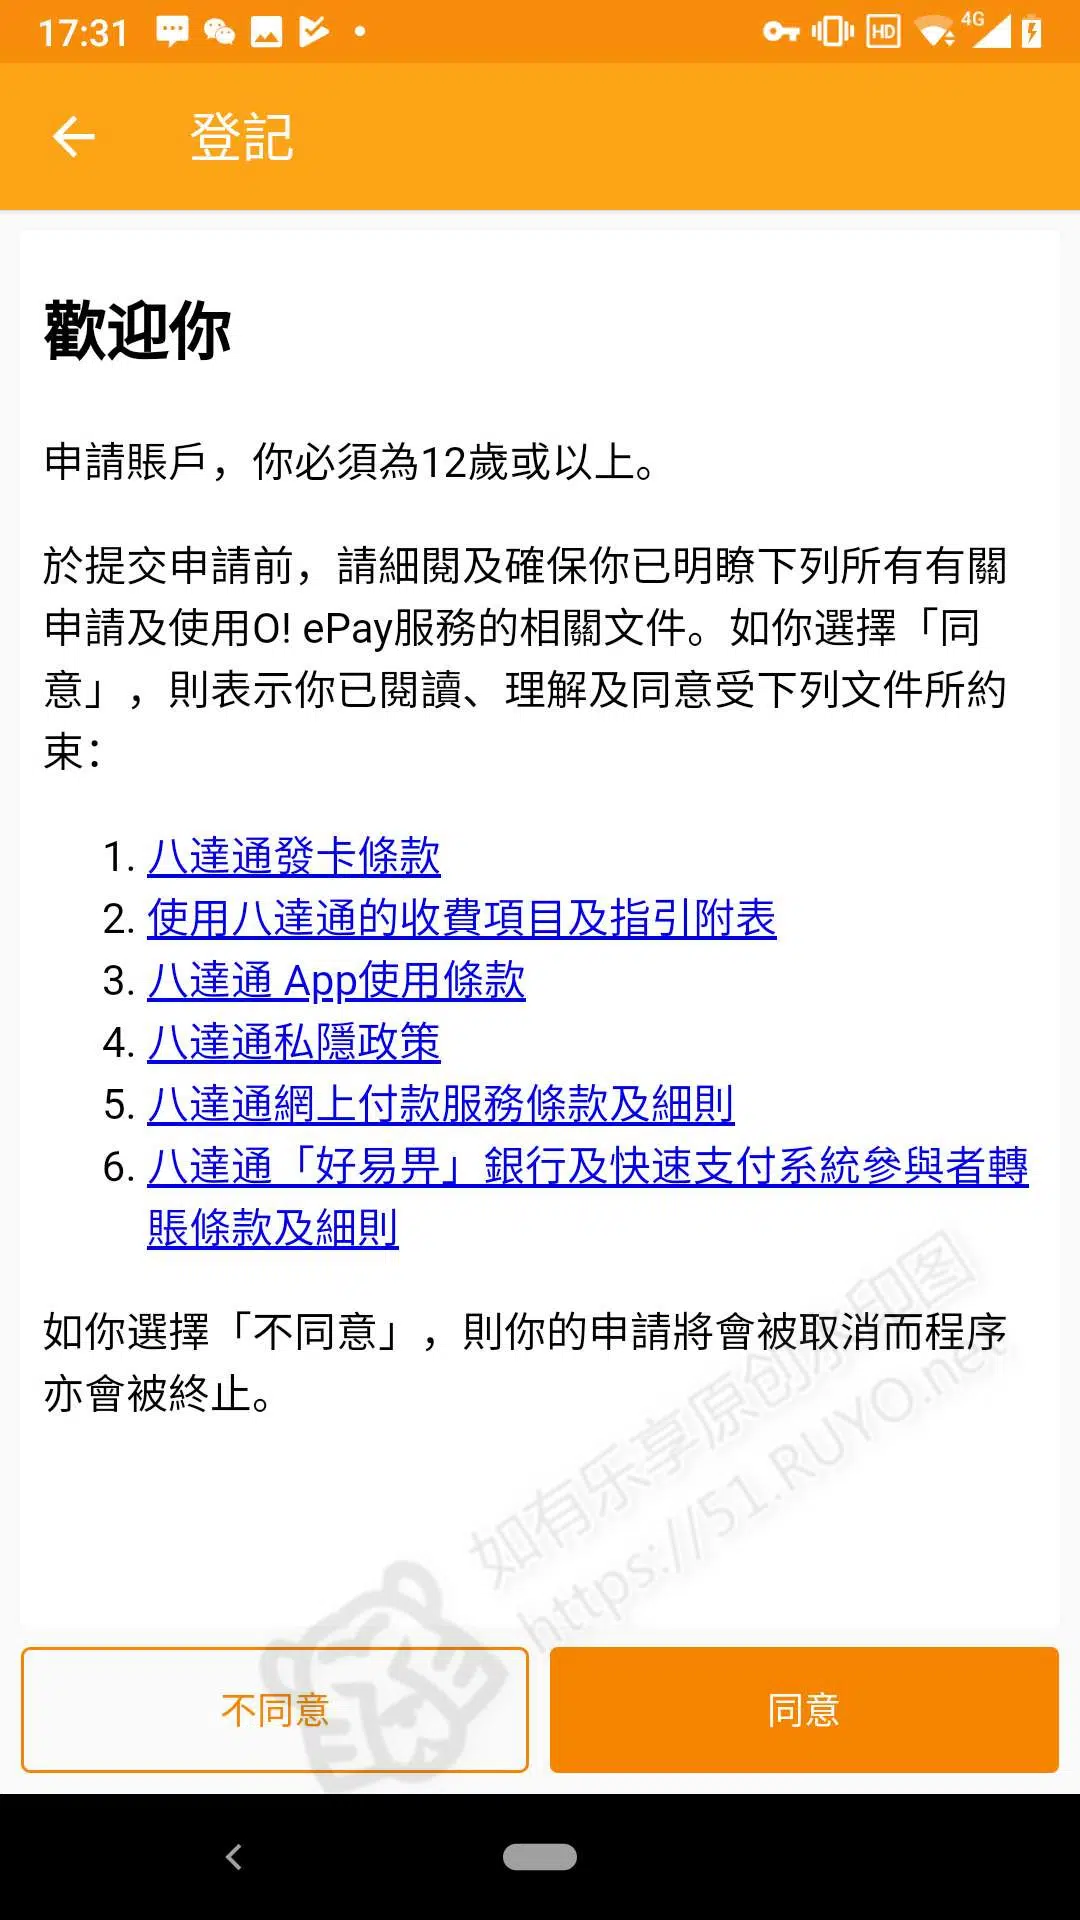 17:31
HD
4G
登記
歡迎你
申請賬戶，你必須為12歲或以上。
於提交申請前，請細閱及確保你已明瞭下列所有有關
申請及使用O! ePay服務的相關文件。如你選擇「同
意」，則表示你已閱讀、理解及同意受下列文件所約
束：
1. 八達通發卡條款
2. 使用八達通的收費項目及指引附表
3. 八達通 App使用條款
4. 八達通私隱政策
5. 八達通網上付款服務條款及細則
6. 八達通「好易畀」銀行及快速支付系統參與者轉
賬條款及細則
如你選擇「不同意」，則你的申請將會被取消而程序
亦會被終止。
如有乐享原创水印图
https://51.RUYO.net
不同意
同意